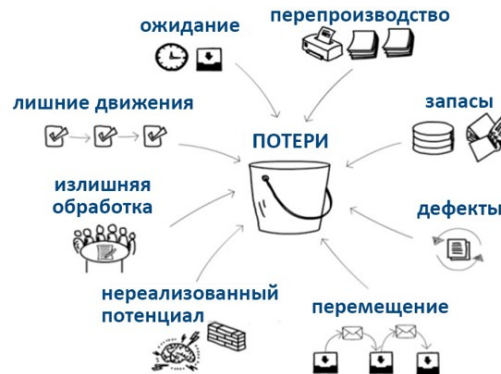 ожидание
перепроизводство
лишние движения
запасы
ПОТЕРИ
излишняя
обработка
дефекты
нереализованный
потенциал
перемещение